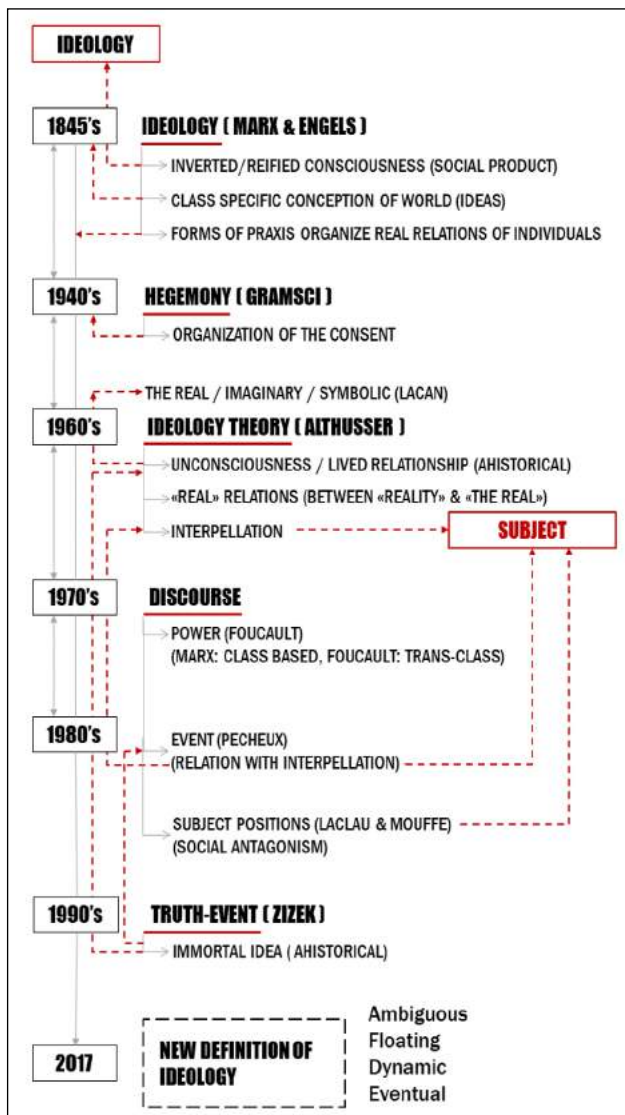 IDEOLOGY
1845's
IDEOLOGY ( MARX & ENGELS )
INVERTED/REIFIED CONSCIOUSNESS (SOCIAL PRODUCT)
CLASS SPECIFIC CONCEPTION OF WORLD (IDEAS)
FORMS OF PRAXIS ORGANIZE REAL RELATIONS OF INDIVIDUALS
1940's
HEGEMONY ( GRAMSCI )
ORGANIZATION OF THE CONSENT
THE REAL / IMAGINARY / SYMBOLIC (LACAN)
1960's
IDEOLOGY THEORY ( ALTHUSSER )
UNCONSCIOUSNESS / LIVED RELATIONSHIP (AHISTORICAL)
«REAL» RELATIONS (BETWEEN «REALITY» & «THE REAL»)
INTERPELLATION
SUBJECT
1970's
DISCOURSE
POWER (FOUCAULT)
(MARX: CLASS BASED, FOUCAULT: TRANS-CLASS)
1980's
EVENT (PECHEUX)
(RELATION WITH INTERPELLATION)
SUBJECT POSITIONS (LACLAU & MOUFFE)
(SOCIAL ANTAGONISM)
1990's
TRUTH-EVENT ( ZIZEK )
IMMORTAL IDEA ( AHISTORICAL)
2017
NEW DEFINITION OF
IDEOLOGY
Ambiguous
Floating
Dynamic
Eventual